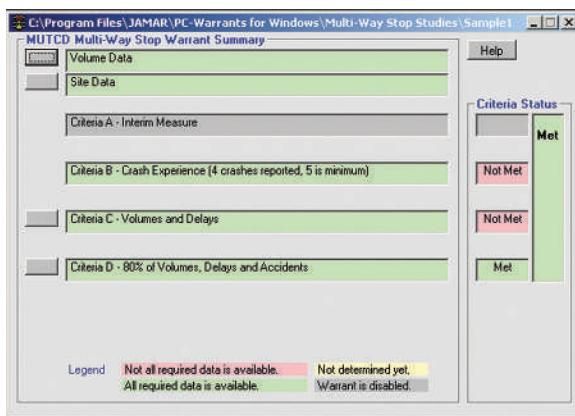 C:\Program Files\JAMAR\PC-Warrants for Windows\Multi-Way Stop Studies\Sample1
MUTCD Multi-Way Stop Warrant Summary
Volume Data
Help
Site Data
Criteria Status
Criteria A - Interim Measure
Met
Criteria B - Crash Experience (4 crashes reported, 5 is minimum)
Not Met
Criteria C - Volumes and Delays
Not Met
Criteria D - 80% of Volumes, Delays and Accidents
Met
Legend
Not all required data is available.
Not determined yet.
All required data is available.
Warrant is disabled.